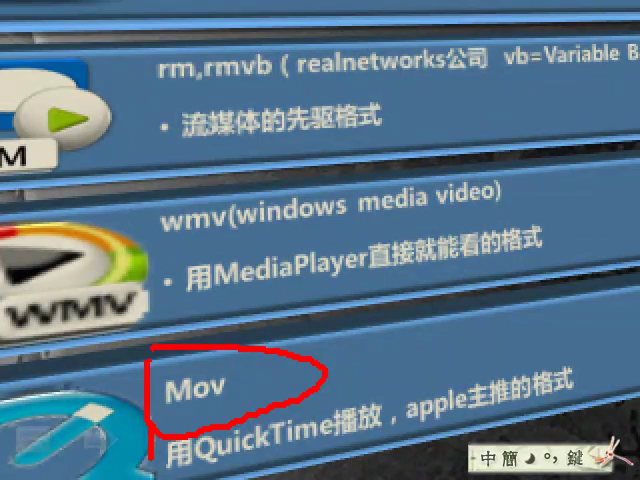 rm,rmvb ( realnetworks公司 vb=Variable B
• 流媒体的先驱格式
M
wmv(windows media video)
• 用MediaPlayer直接就能看的格式
WMV
Mov
用QuickTime播放，apple主推的格式
中 簡 鍵